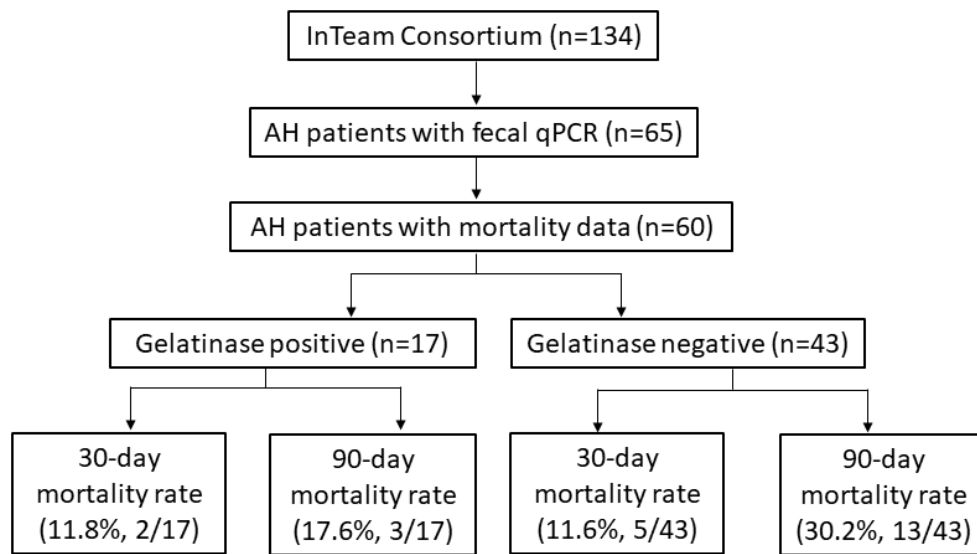 InTeam Consortium (n=134)
AH patients with fecal qPCR (n=65)
AH patients with mortality data (n=60)
Gelatinase positive (n=17)
Gelatinase negative (n=43)
30-day
mortality rate
(11.8%, 2/17)
90-day
mortality rate
(17.6%, 3/17)
30-day
mortality rate
(11.6%, 5/43)
90-day
mortality rate
(30.2%, 13/43)